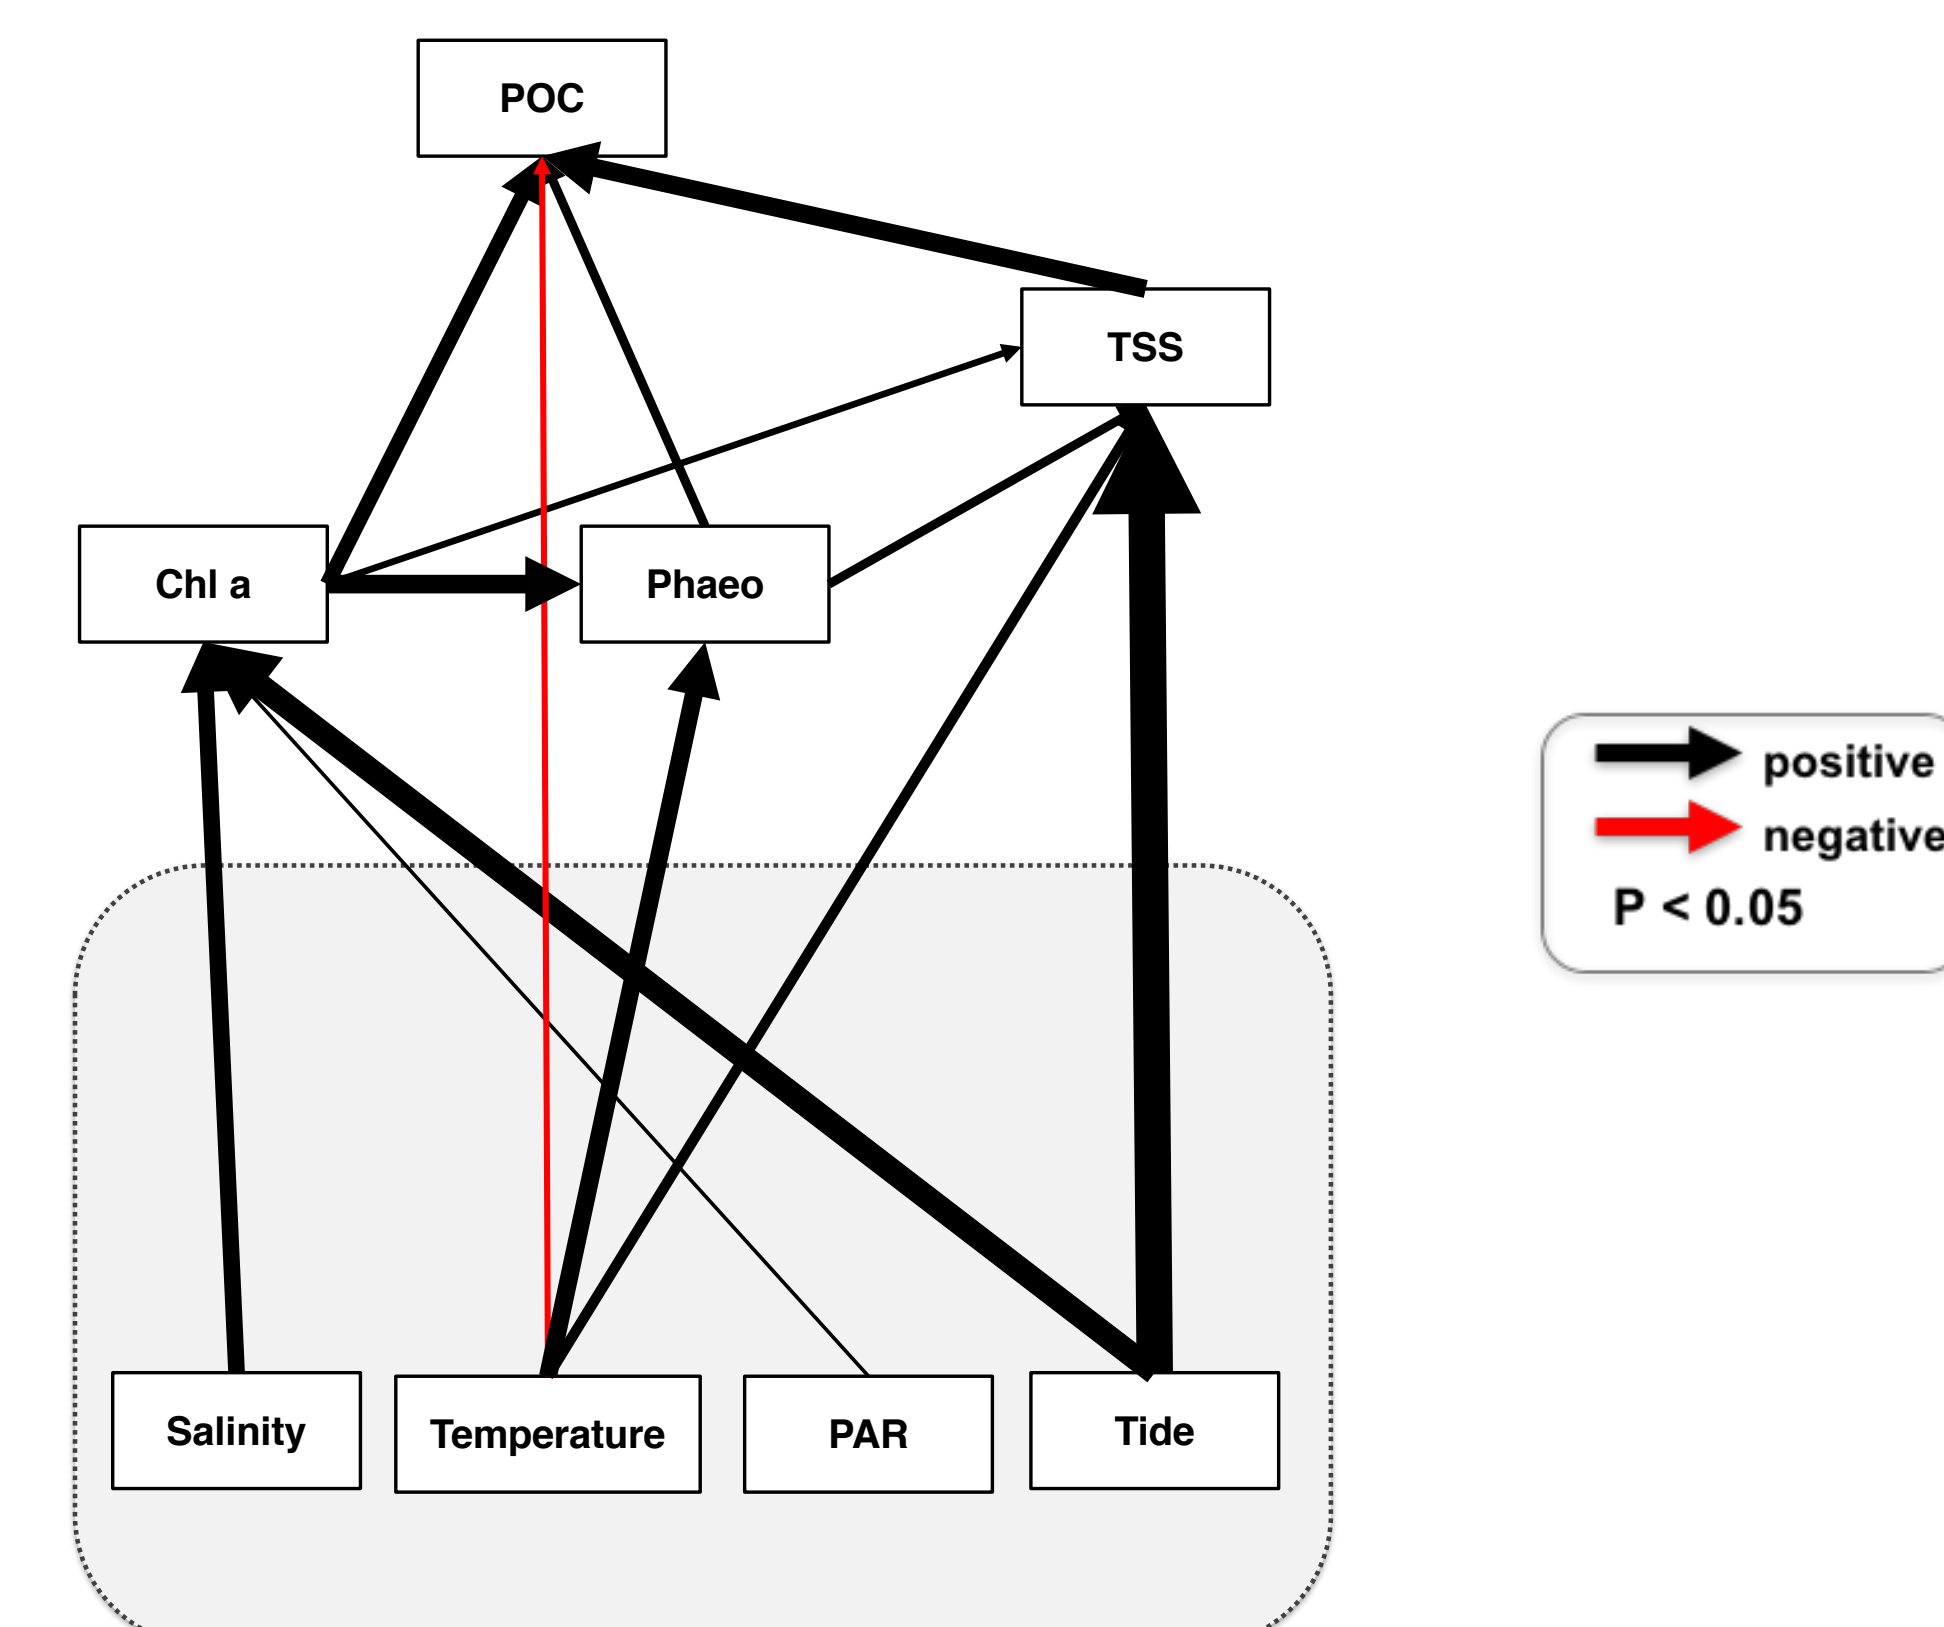 POC
TSS
Chl a
Phaeo
positive
negative
P < 0.05
Salinity
Temperature
PAR
Tide